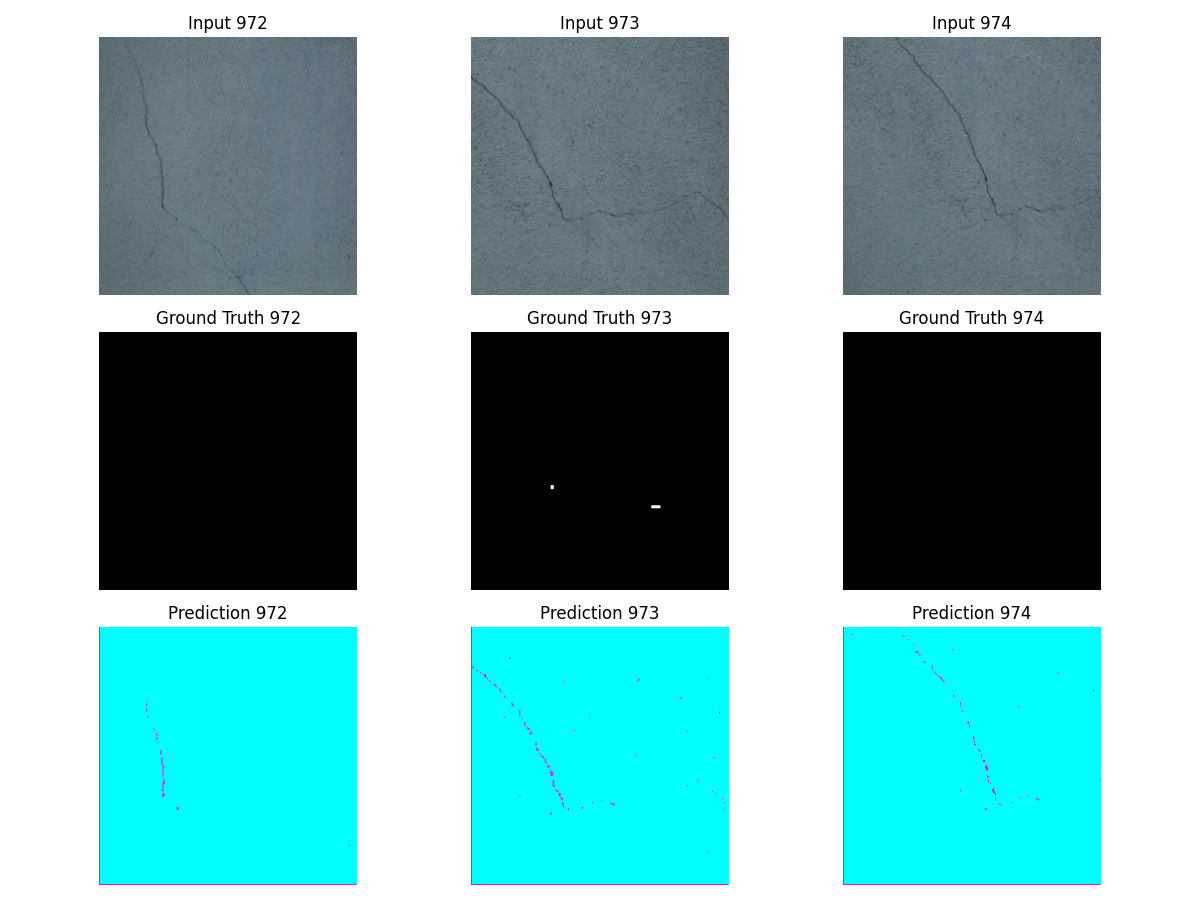 Input 972
Input 973
Input 974
Ground Truth 972
Ground Truth 973
Ground Truth 974
Prediction 972
Prediction 973
Prediction 974